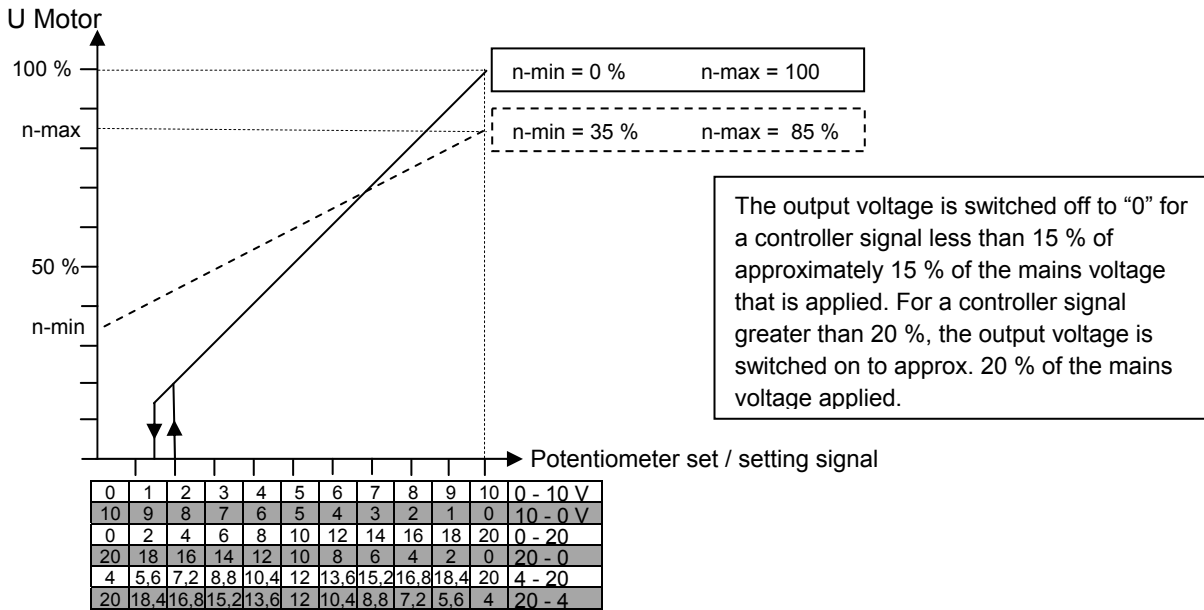 U Motor
100 %
n-min = 0 % n-max = 100
n-max
n-min = 35 % n-max = 85 %
The output voltage is switched off to “0” for
a controller signal less than 15 % of
approximately 15 % of the mains voltage
that is applied. For a controller signal
greater than 20 %, the output voltage is
switched on to approx. 20 % of the mains
voltage applied.
50 %
n-min
Potentiometer set / setting signal
0 1 2 3 4 5 6 7 8 9 10 0 - 10 V
10 9 8 7 6 5 4 3 2 1 0 10 - 0 V
0 2 4 6 8 10 12 14 16 18 20 0 - 20
20 18 16 14 12 10 8 6 4 2 0 20 - 0
4 5,6 7,2 8,8 10,4 12 13,6 15,2 16,8 18,4 20 4 - 20
20 18,4 16,8 15,2 13,6 12 10,4 8,8 7,2 5,6 4 20 - 4